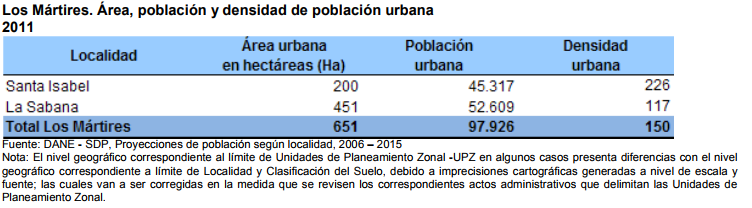 Los Mártires. Área, población y densidad de población urbana
2011
Localidad Área urbana en hectáreas (Ha) Población urbana Densidad urbana
Santa Isabel 200 45.317 226
La Sabana 451 52.609 117
Total Los Mártires 651 97.926 150
Fuente: DANE - SDP, Proyecciones de población según localidad, 2006 – 2015
Nota: El nivel geográfico correspondiente al límite de Unidades de Planeamiento Zonal -UPZ en algunos casos presenta diferencias con el nivel
geográfico correspondiente a límite de Localidad y Clasificación del Suelo, debido a imprecisiones cartográficas generadas a nivel de escala y
fuente; las cuales van a ser corregidas en la medida que se revisen los correspondientes actos administrativos que delimitan las Unidades de
Planeamiento Zonal.